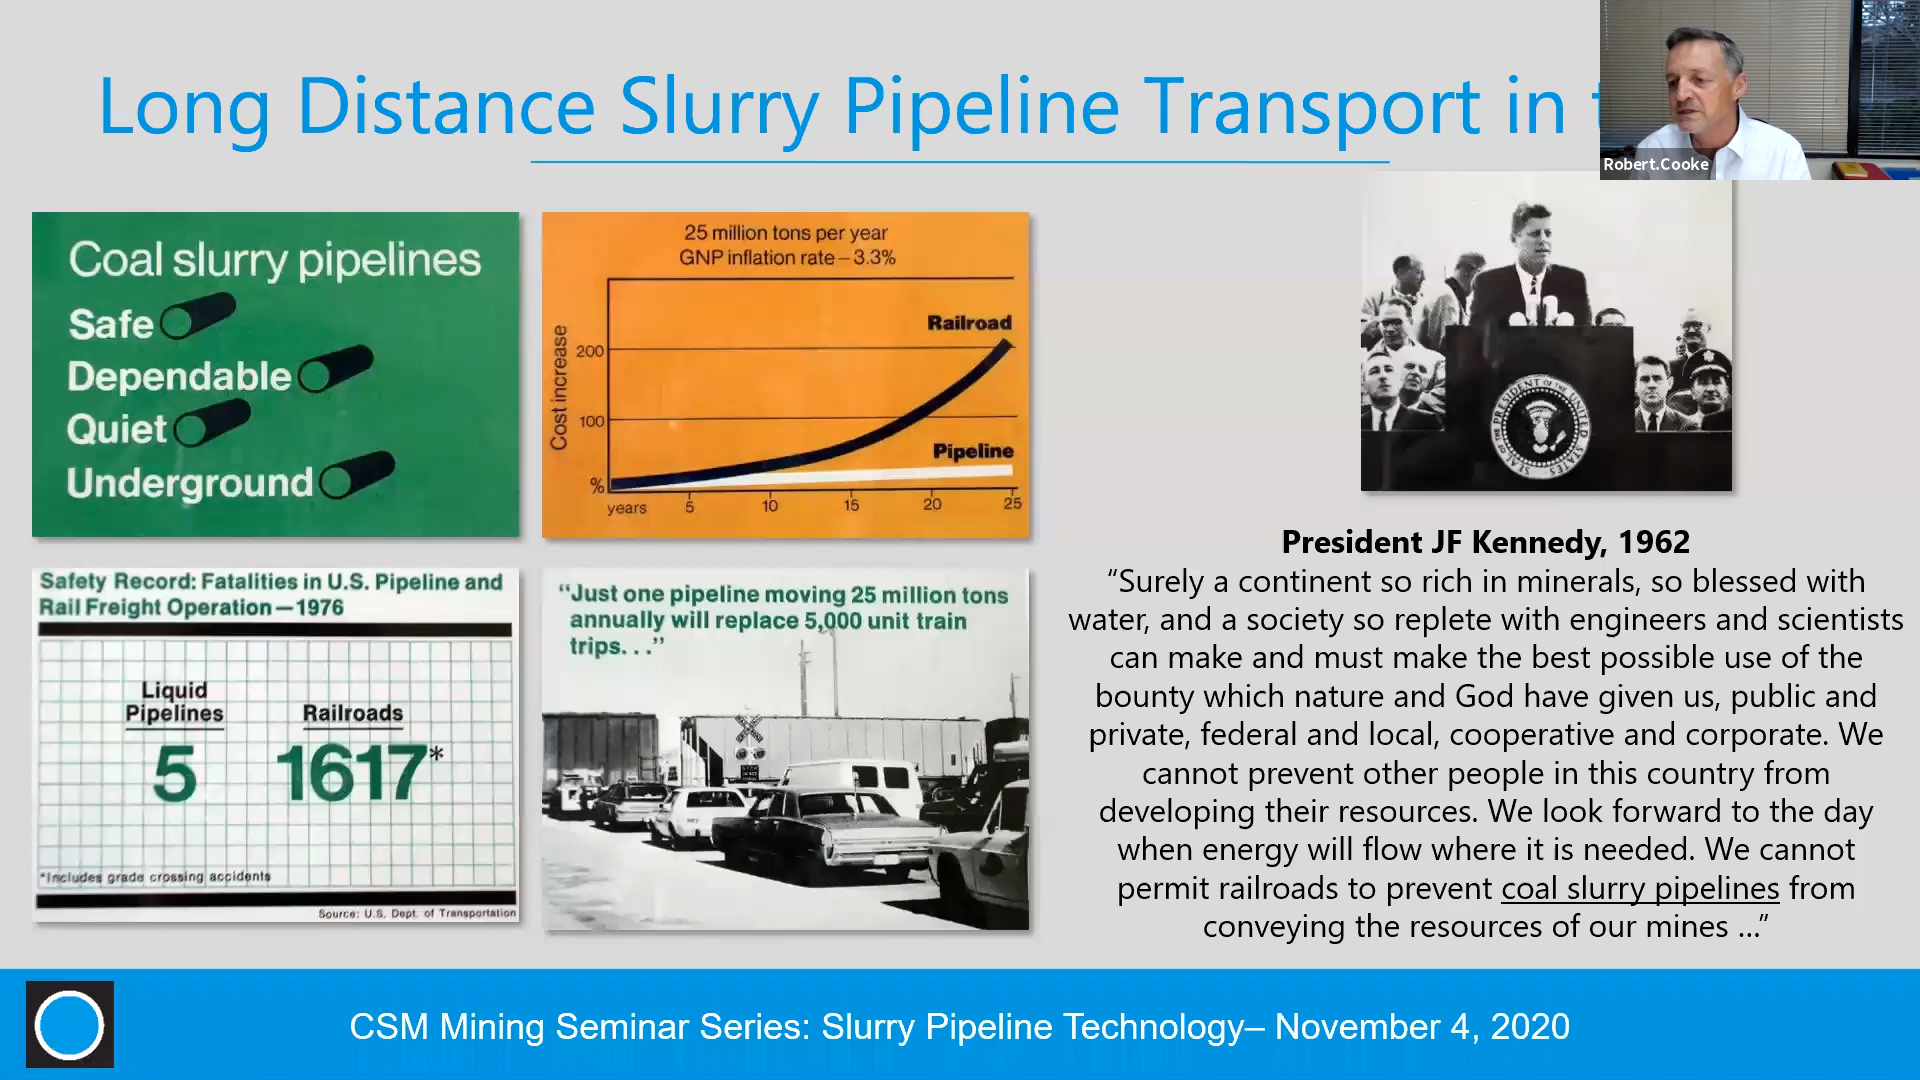 Long Distance Slurry Pipeline Transport in
Robert.Cooke
Coal slurry pipelines
Safe
Dependable
Quiet
Underground
25 million tons per year
GNP inflation rate–3.3%
Cost increase
200
100
%
Railroad
Pipeline
years 5 10 15 20 25
Safety Record: Fatalities in U.S. Pipeline and
Rail Freight Operation—1976
Liquid
Pipelines
5
Railroads
1617*
*Includes grade crossing accidents
Source: U.S. Dept. of Transportation
“Just one pipeline moving 25 million tons
annually will replace 5,000 unit train
trips. . .”
SEAL OF THE PRESIDENT OF THE UNITED STATES
President JF Kennedy, 1962
“Surely a continent so rich in minerals, so blessed with
water, and a society so replete with engineers and scientists
can make and must make the best possible use of the
bounty which nature and God have given us, public and
private, federal and local, cooperative and corporate. We
cannot prevent other people in this country from
developing their resources. We look forward to the day
when energy will flow where it is needed. We cannot
permit railroads to prevent coal slurry pipelines from
conveying the resources of our mines ...”
CSM Mining Seminar Series: Slurry Pipeline Technology– November 4, 2020